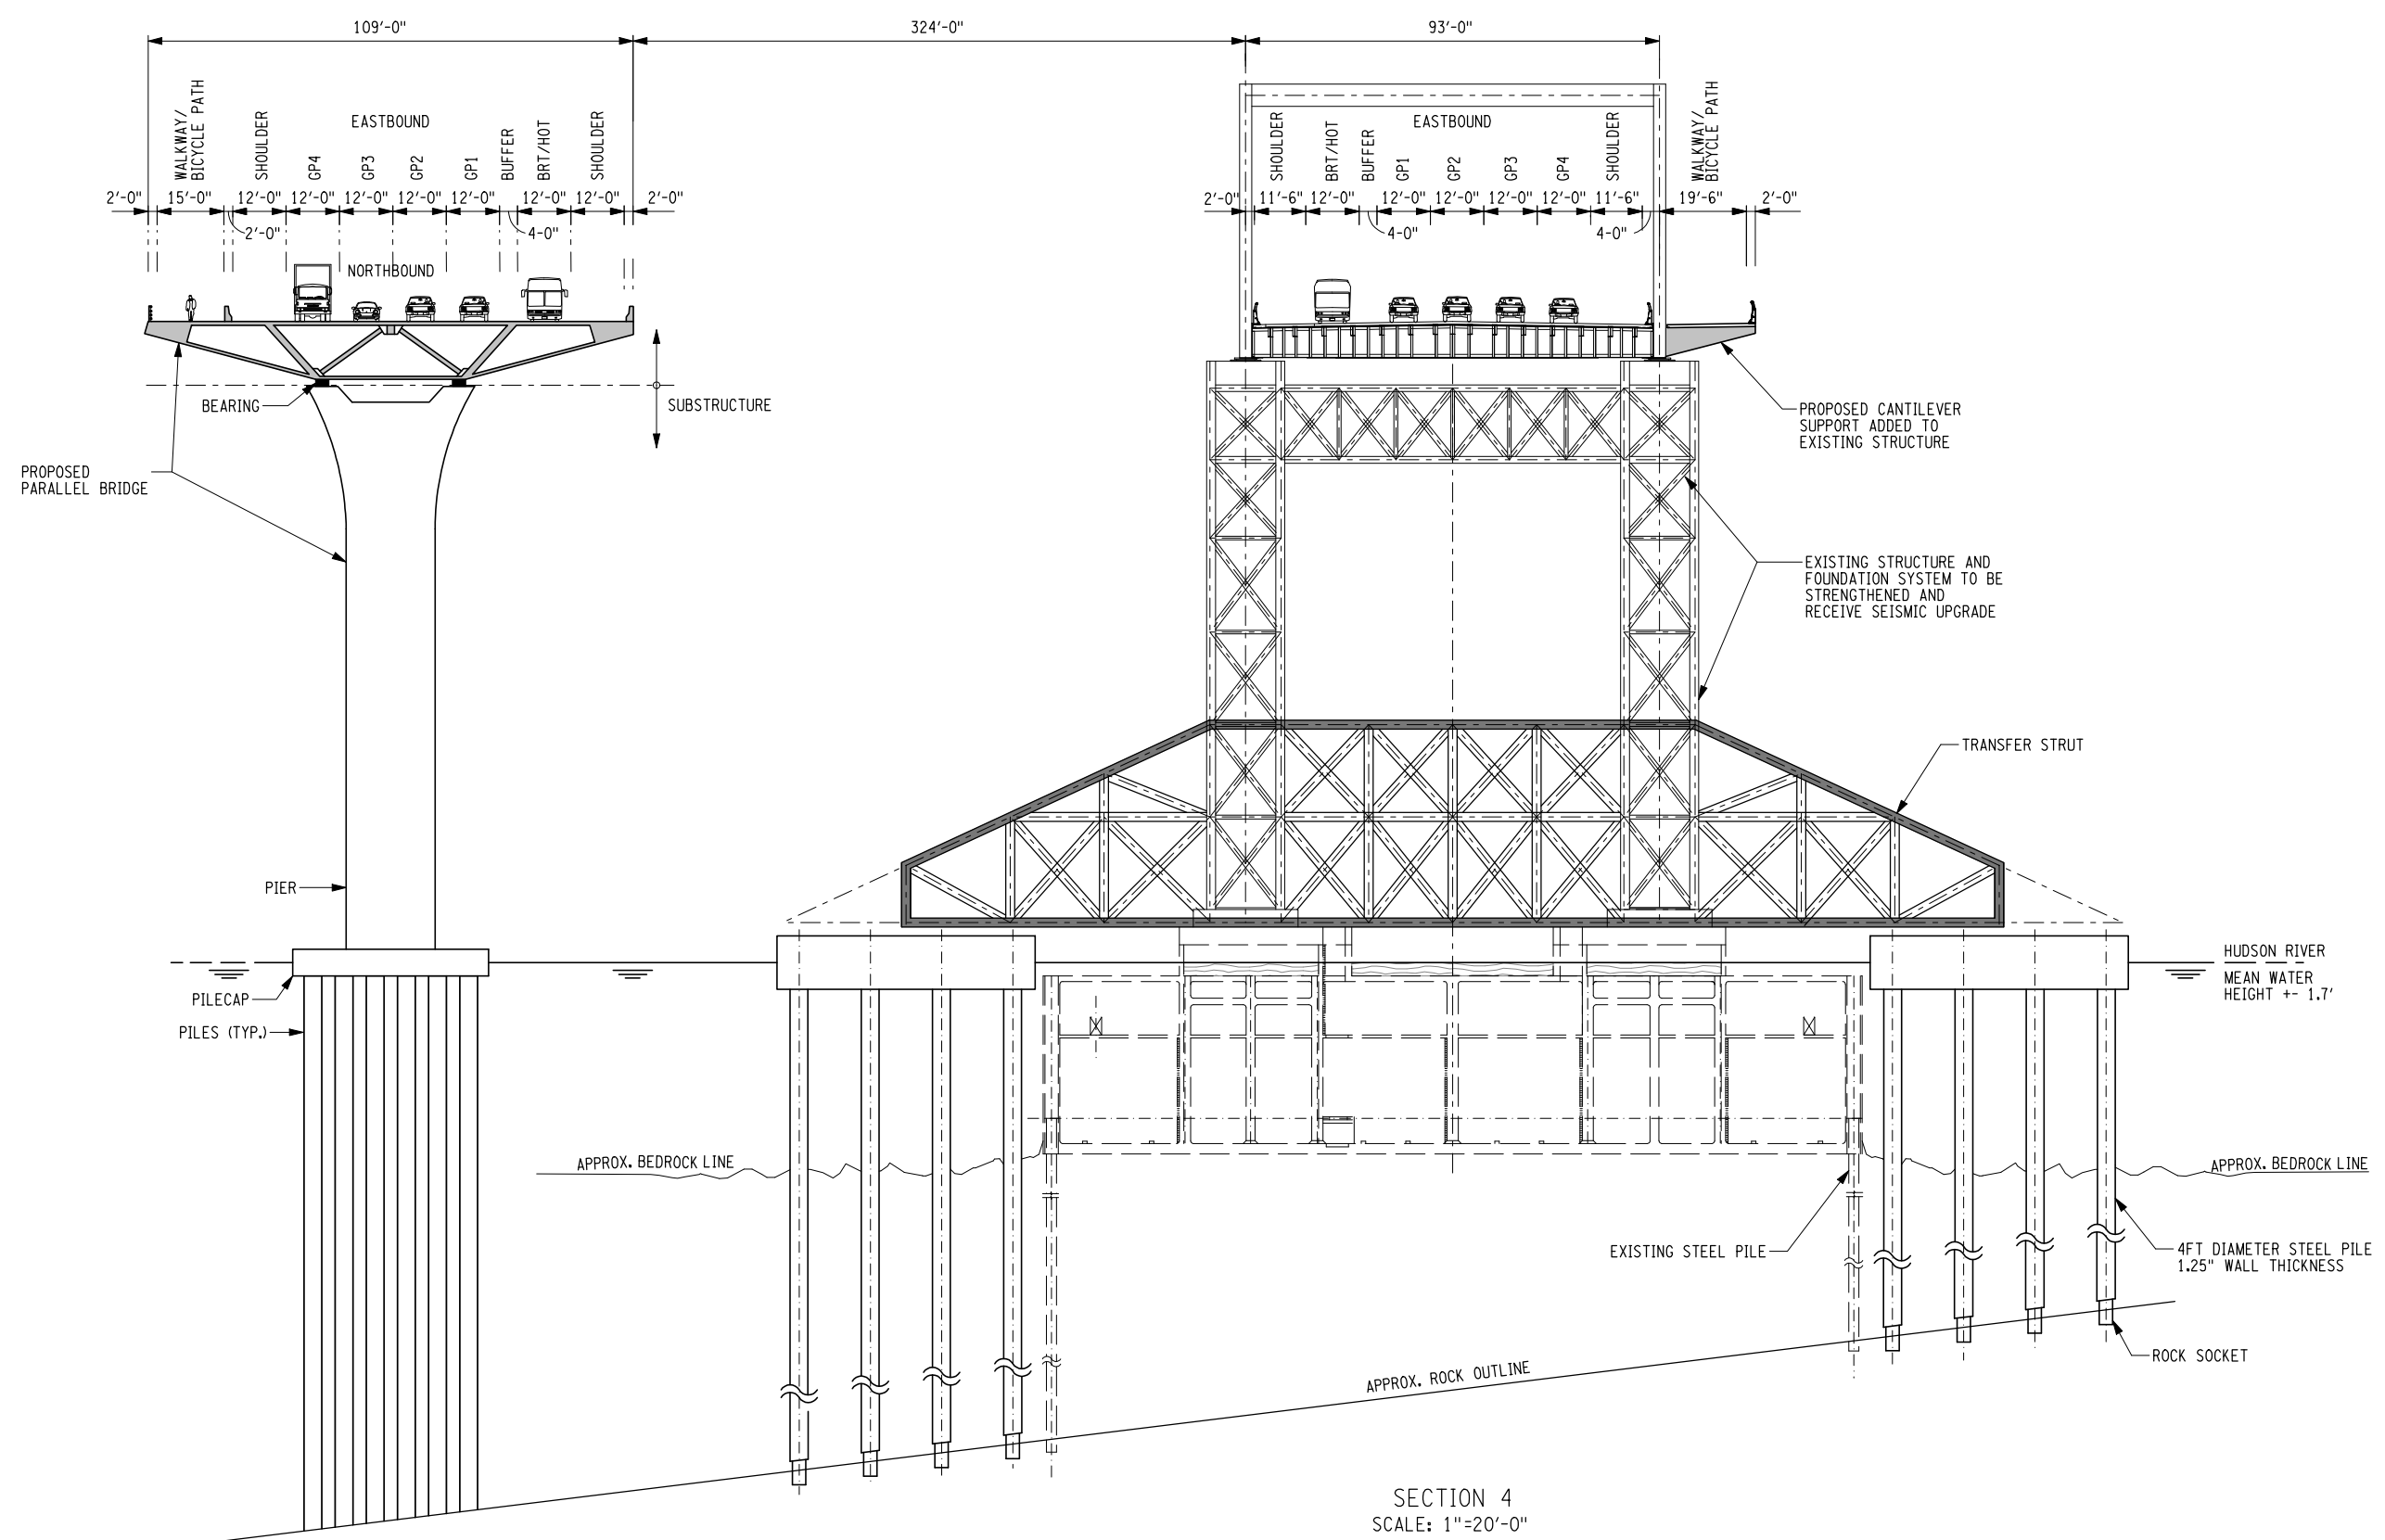 109'-0"
324'-0"
93'-0"
WALKWAY/
BICYCLE PATH
SHOULDER
EASTBOUND
GP4
GP3
GP2
GP1
BUFFER
BRT/HOT
SHOULDER
2'-0"
15'-0"
12'-0"
12'-0"
12'-0"
12'-0"
12'-0"
12'-0"
12'-0"
2'-0"
2'-0"
4-0"
NORTHBOUND
SHOULDER
BRT/HOT
BUFFER
EASTBOUND
GP1
GP2
GP3
GP4
SHOULDER
WALKWAY/
BICYCLE PATH
2'-0"
11'-6"
12'-0"
12'-0"
12'-0"
12'-0"
12'-0"
11'-6"
19'-6"
2'-0"
4-0"
4-0"
BEARING
SUBSTRUCTURE
PROPOSED
PARALLEL BRIDGE
PROPOSED CANTILEVER
SUPPORT ADDED TO
EXISTING STRUCTURE
EXISTING STRUCTURE AND
FOUNDATION SYSTEM TO BE
STRENGTHENED AND
RECEIVE SEISMIC UPGRADE
TRANSFER STRUT
PIER
HUDSON RIVER
MEAN WATER
HEIGHT +- 1.7'
PILECAP
PILES (TYP.)
APPROX. BEDROCK LINE
APPROX. BEDROCK LINE
EXISTING STEEL PILE
4FT DIAMETER STEEL PILE
1.25" WALL THICKNESS
ROCK SOCKET
APPROX. ROCK OUTLINE
SECTION 4
SCALE: 1"=20'-0"